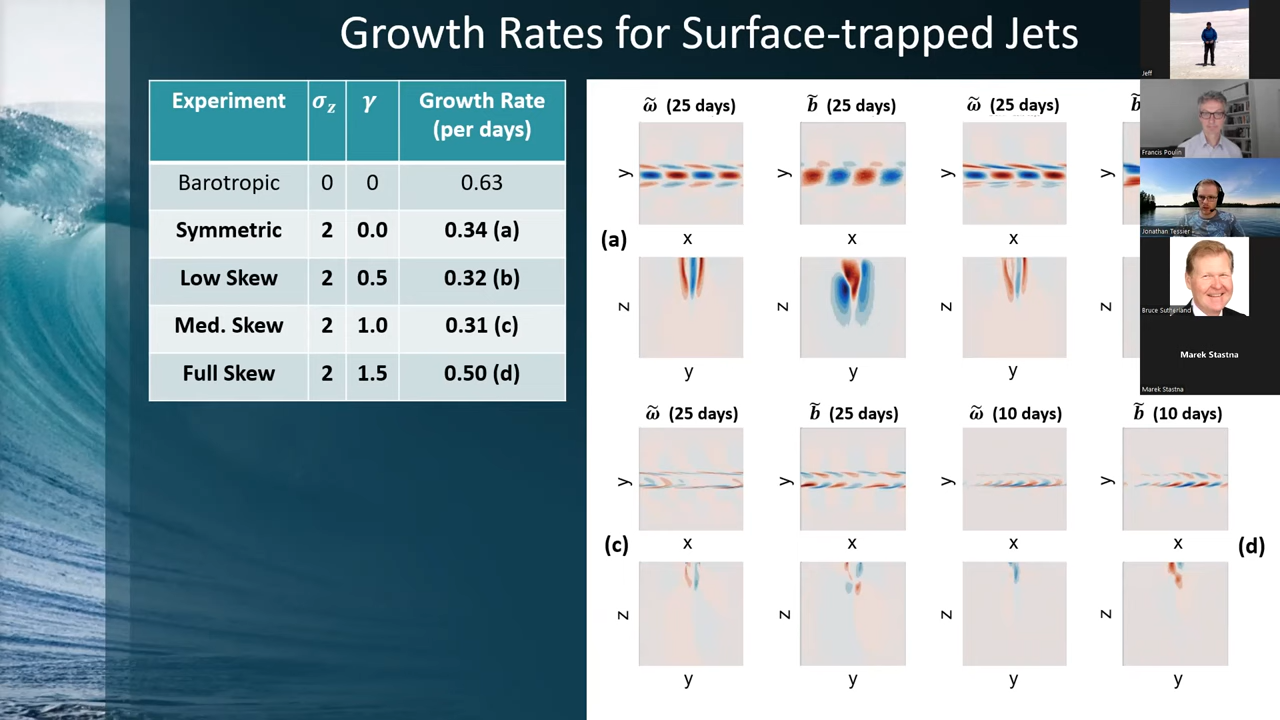 Growth Rates for Surface-trapped Jets
Experiment σz γ Growth Rate
(per days)
Barotropic 0 0 0.63
Symmetric 2 0.0 0.34 (a)
Low Skew 2 0.5 0.32 (b)
Med. Skew 2 1.0 0.31 (c)
Full Skew 2 1.5 0.50 (d)
ω̃ (25 days) b̃ (25 days) ω̃ (25 days) b̃
y y y y
(a) x x x
z z z z
y y y
ω̃ (25 days) b̃ (25 days) ω̃ (10 days) b̃ (10 days)
y y y y
(c) x x x x (d)
z z z z
y y y y
Jeff
Francis Poulin
Jonathan Tessier
Bruce Sutherland
Marek Stastna
Marek Stastna